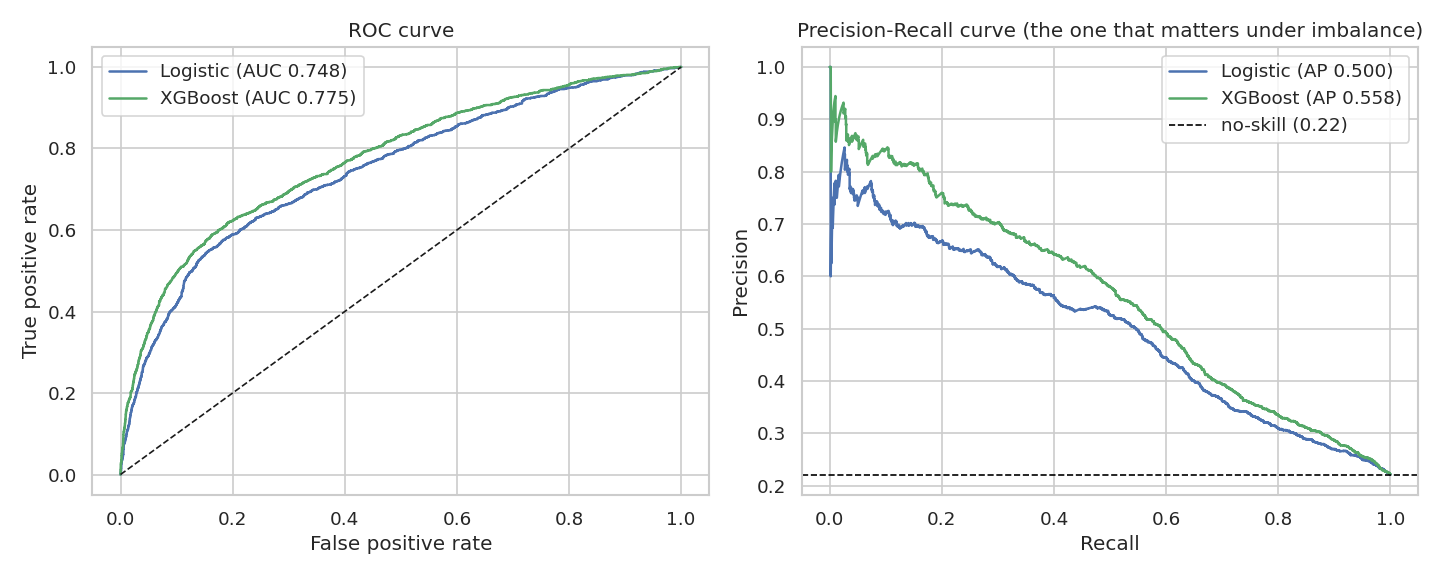 ROC curve
Logistic (AUC 0.748)
XGBoost (AUC 0.775)
1.0
0.8
0.6
0.4
0.2
0.0
True positive rate
0.0 0.2 0.4 0.6 0.8 1.0
False positive rate
Precision-Recall curve (the one that matters under imbalance)
Logistic (AP 0.500)
XGBoost (AP 0.558)
no-skill (0.22)
1.0
0.9
0.8
0.7
0.6
0.5
0.4
0.3
0.2
Precision
0.0 0.2 0.4 0.6 0.8 1.0
Recall